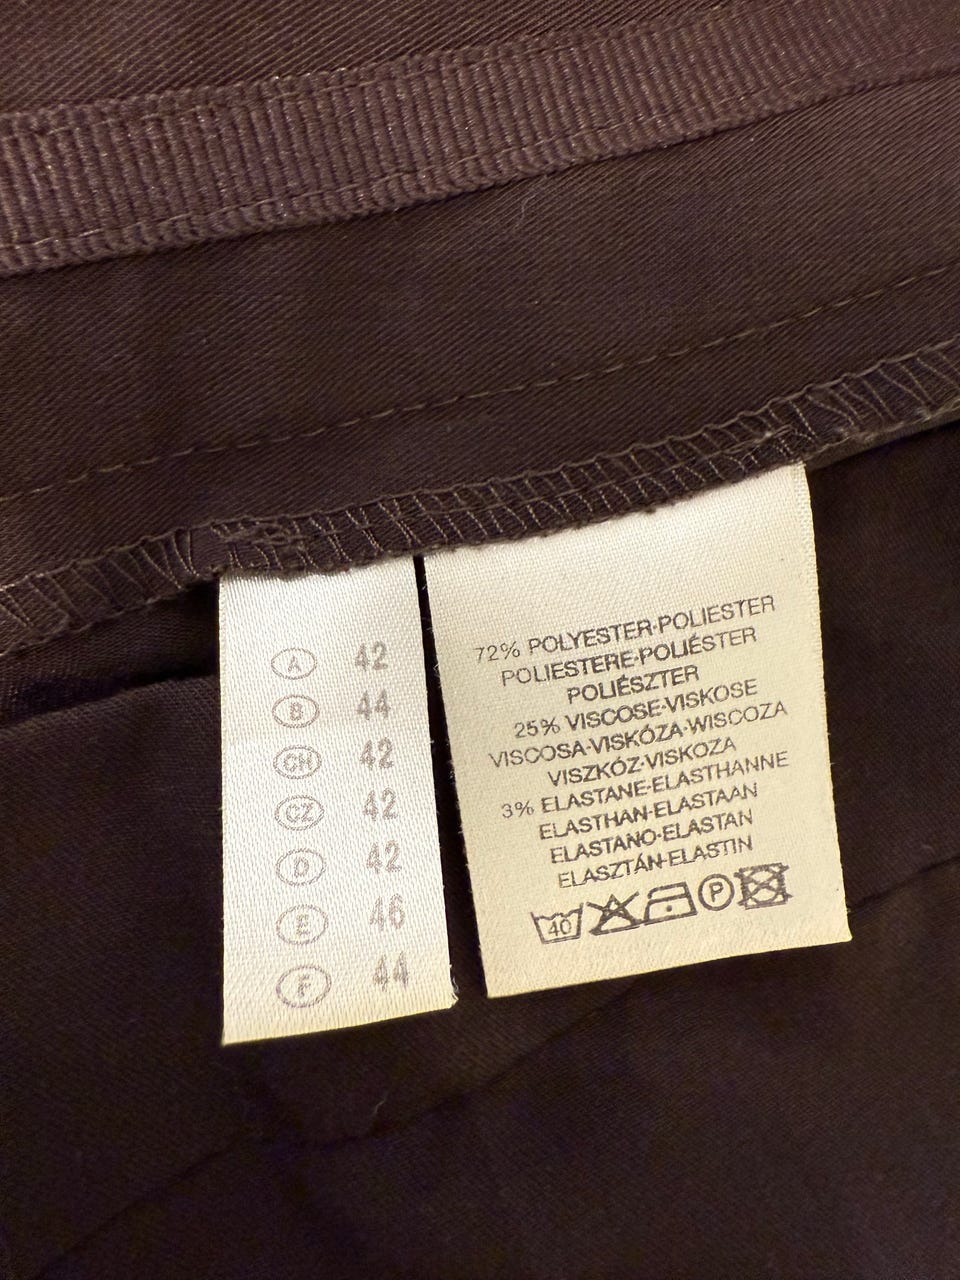 A 42
B 44
CH 42
CZ 42
D 42
E 46
F 44
72% POLYESTER·POLIESTER
POLIESTERE·POLIÉSTER
POLIÉSZTER
25% VISCOSE·VISKOSE
VISCOSA·VISKÓZA·WISCOZA
VISZKÓZ·VISKOZA
3% ELASTANE·ELASTHANNE
ELASTHAN·ELASTAAN
ELASTANO·ELASTAN
ELASZTÁN·ELASTIN
40 P